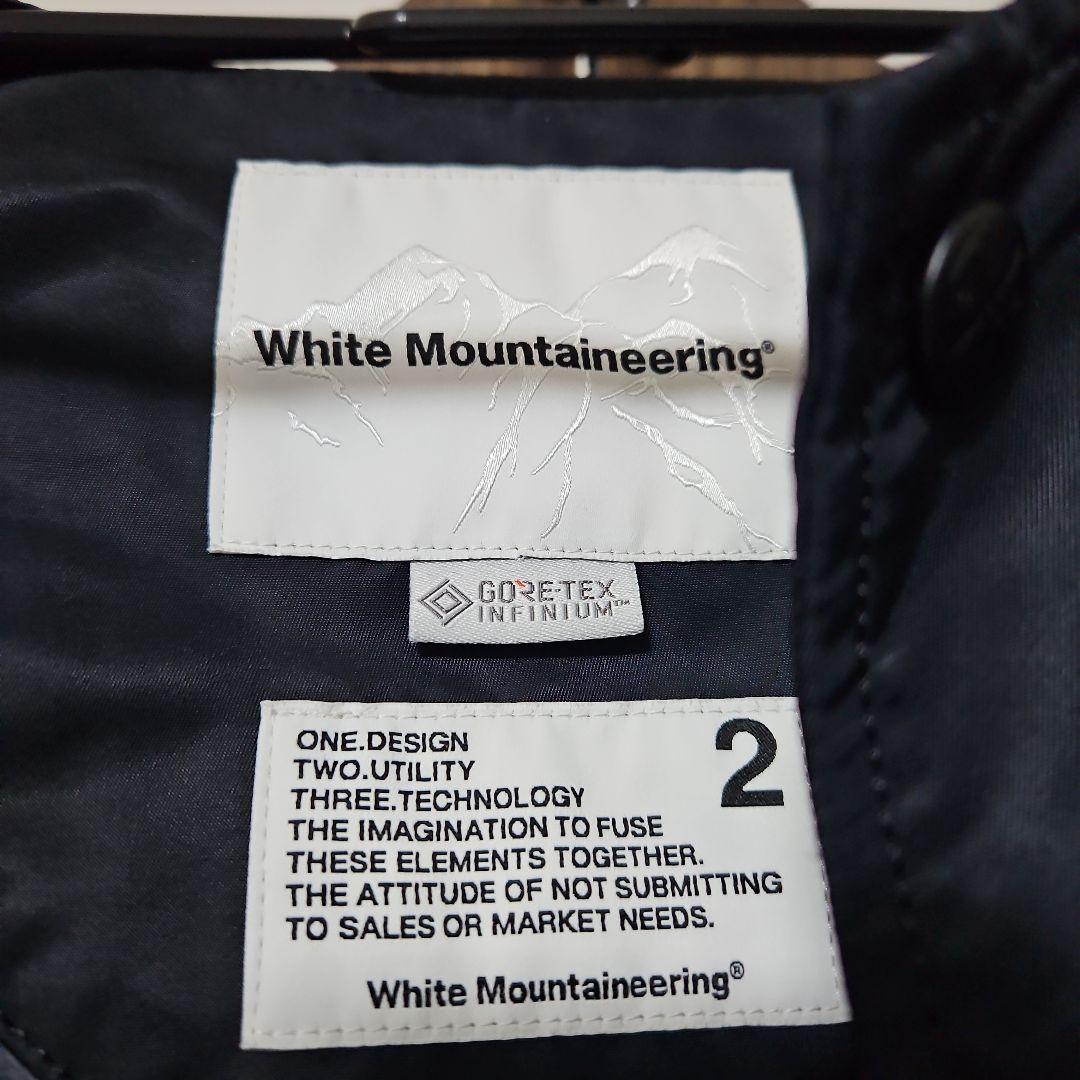 White Mountaineering®
GORE-TEX
INFINIUM™
ONE.DESIGN
TWO.UTILITY
THREE.TECHNOLOGY
THE IMAGINATION TO FUSE
THESE ELEMENTS TOGETHER.
THE ATTITUDE OF NOT SUBMITTING
TO SALES OR MARKET NEEDS.
2
White Mountaineering®